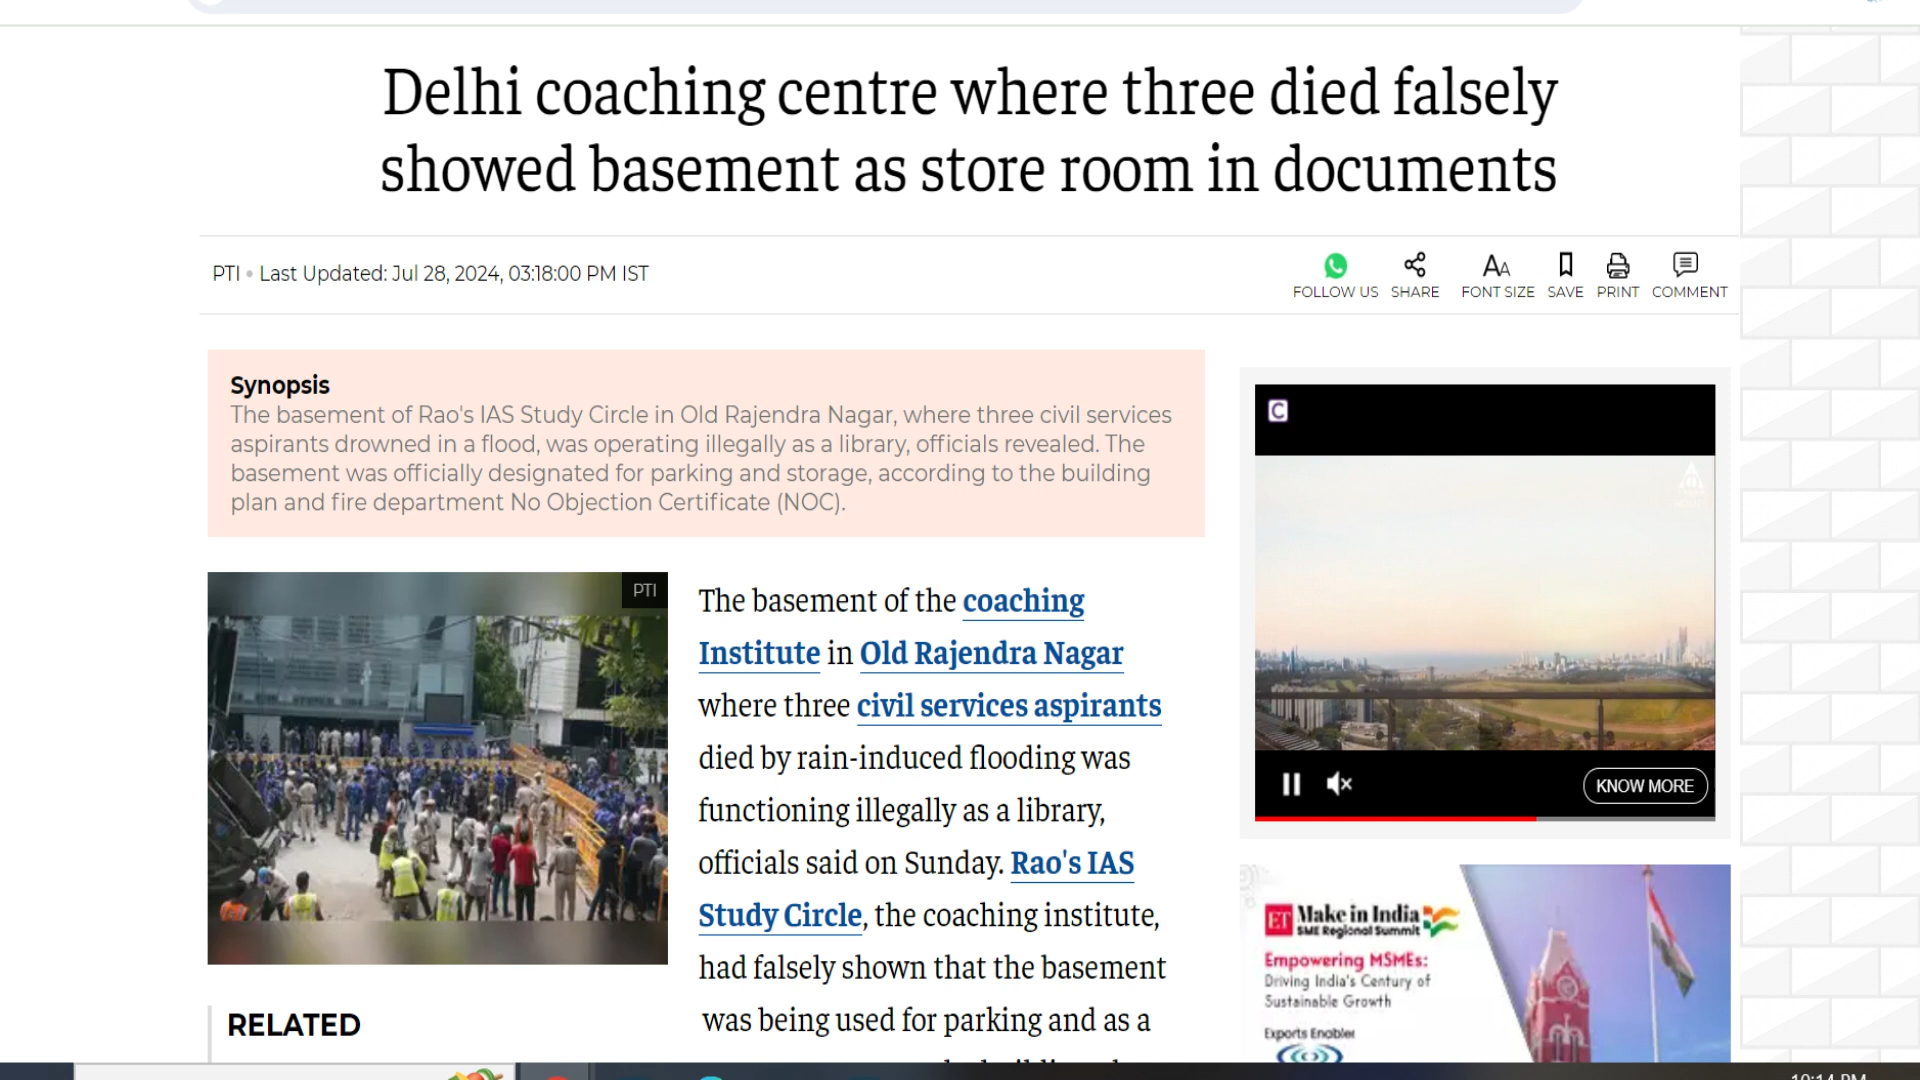 Delhi coaching centre where three died falsely
showed basement as store room in documents
PTI • Last Updated: Jul 28, 2024, 03:18:00 PM IST
FOLLOW US
SHARE
FONT SIZE
SAVE
PRINT
COMMENT
Synopsis
The basement of Rao's IAS Study Circle in Old Rajendra Nagar, where three civil services
aspirants drowned in a flood, was operating illegally as a library, officials revealed. The
basement was officially designated for parking and storage, according to the building
plan and fire department No Objection Certificate (NOC).
PTI
The basement of the coaching
Institute in Old Rajendra Nagar
where three civil services aspirants
died by rain-induced flooding was
functioning illegally as a library,
officials said on Sunday. Rao's IAS
Study Circle, the coaching institute,
had falsely shown that the basement
was being used for parking and as a
RELATED
C
KNOW MORE
ET Make in India
SME Regional Summit
Empowering MSMEs:
Driving India's Century of
Sustainable Growth
Exports Enabler
10:14 PM